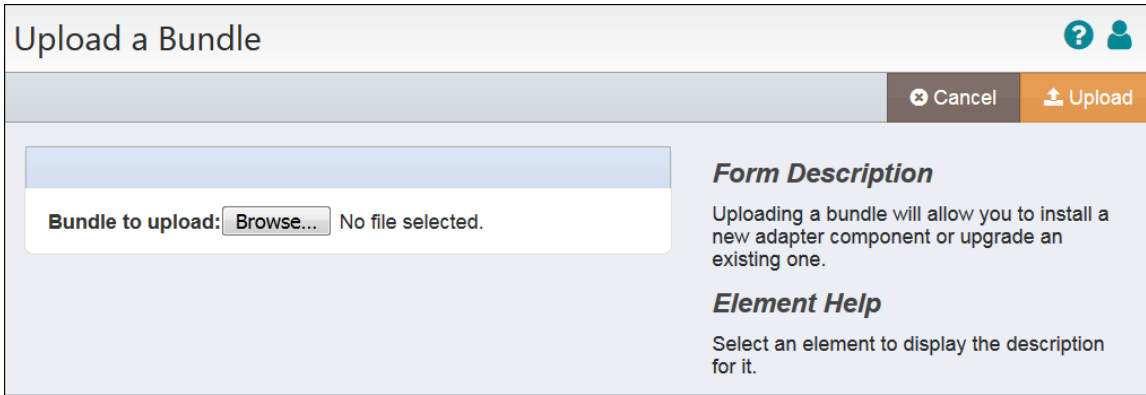 Upload a Bundle
Cancel
Upload
Bundle to upload: Browse... No file selected.
Form Description
Uploading a bundle will allow you to install a
new adapter component or upgrade an
existing one.
Element Help
Select an element to display the description
for it.